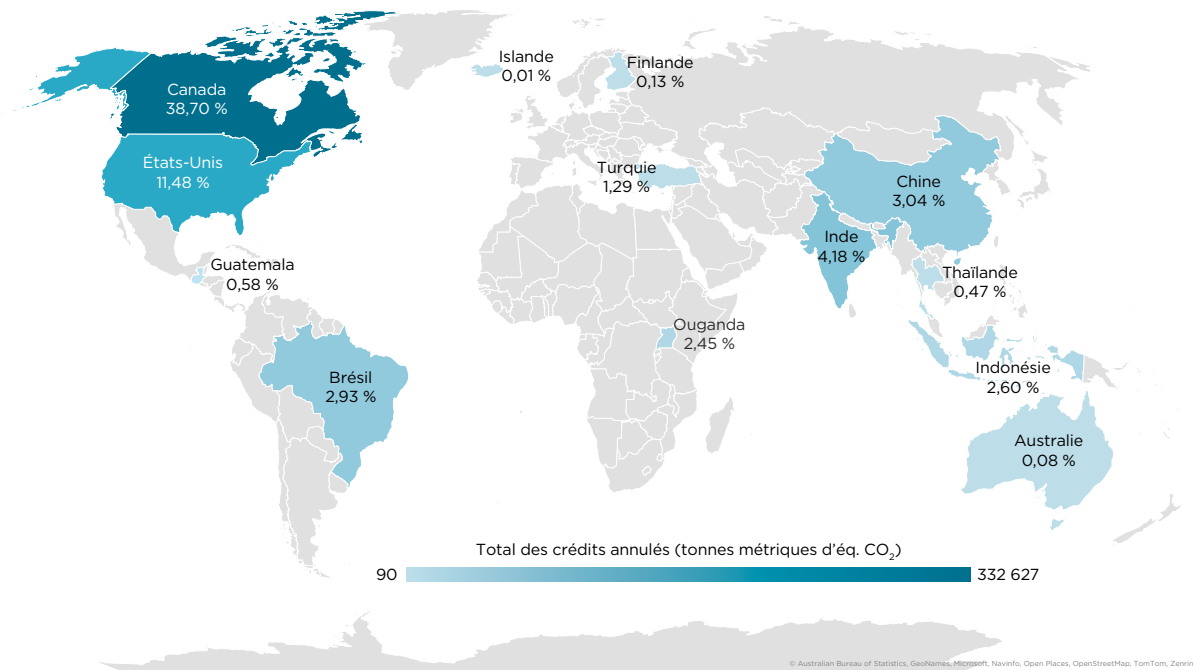 Islande
0,01 %
Finlande
0,13 %
Canada
38,70 %
États-Unis
11,48 %
Turquie
1,29 %
Chine
3,04 %
Inde
4,18 %
Guatemala
0,58 %
Thaïlande
0,47 %
Ouganda
2,45 %
Brésil
2,93 %
Indonésie
2,60 %
Australie
0,08 %
Total des crédits annulés (tonnes métriques d’éq. CO₂)
90
332 627
© Australian Bureau of Statistics, GeoNames, Microsoft, Navinfo, Open Places, OpenStreetMap, TomTom, Zenrin